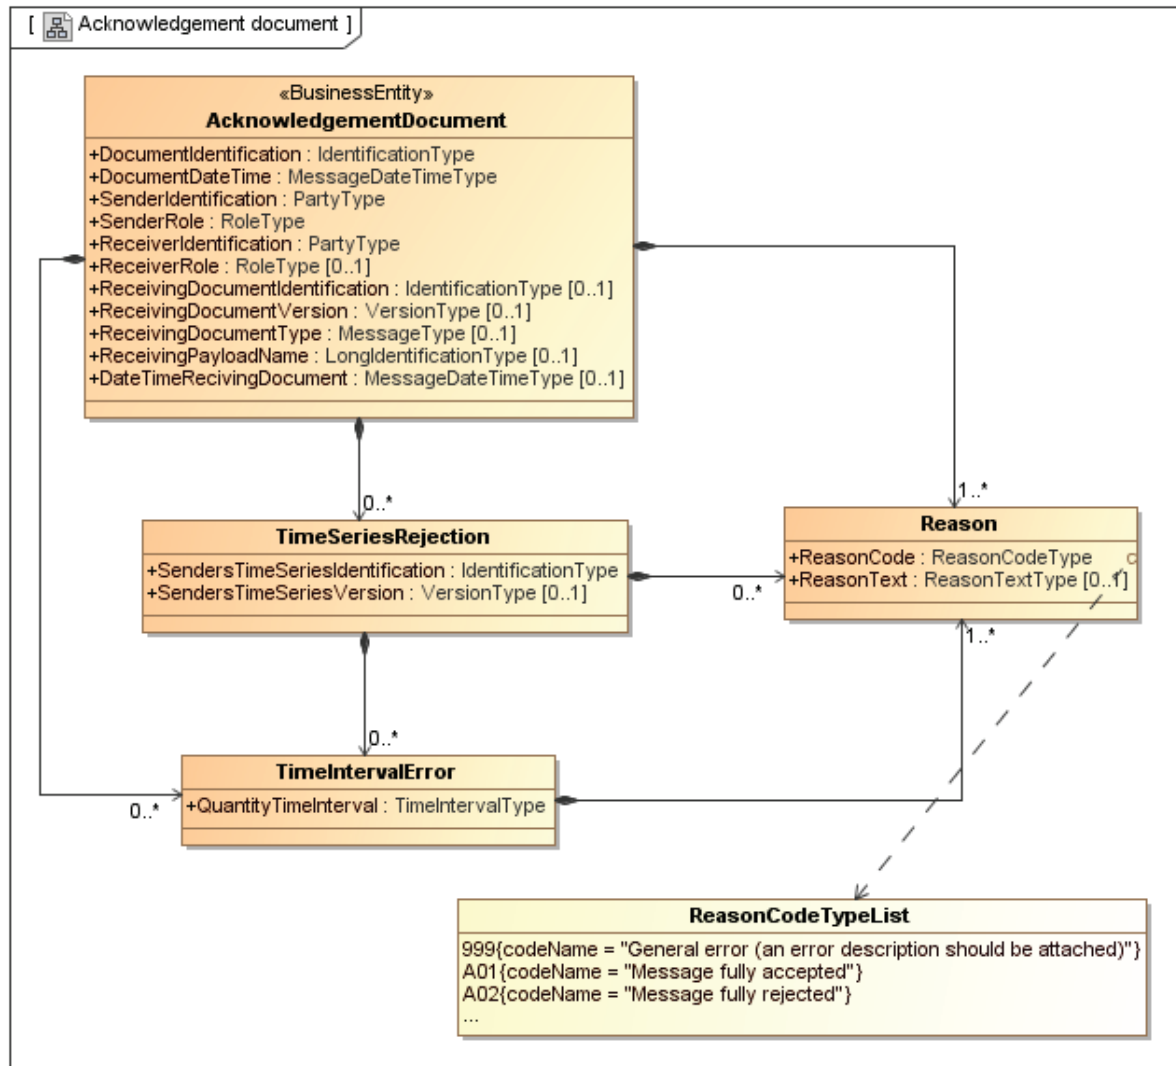 [ Acknowledgement document ]
«BusinessEntity»
AcknowledgementDocument
+DocumentIdentification : IdentificationType
+DocumentDateTime : MessageDateTimeType
+SenderIdentification : PartyType
+SenderRole : RoleType
+ReceiverIdentification : PartyType
+ReceiverRole : RoleType [0..1]
+ReceivingDocumentIdentification : IdentificationType [0..1]
+ReceivingDocumentVersion : VersionType [0..1]
+ReceivingDocumentType : MessageType [0..1]
+ReceivingPayloadName : LongIdentificationType [0..1]
+DateTimeRecivingDocument : MessageDateTimeType [0..1]
0..*
1..*
TimeSeriesRejection
+SendersTimeSeriesIdentification : IdentificationType
+SendersTimeSeriesVersion : VersionType [0..1]
0..*
Reason
+ReasonCode : ReasonCodeType
+ReasonText : ReasonTextType [0..1]
1..*
0..*
TimeIntervalError
+QuantityTimeInterval : TimeIntervalType
0..*
ReasonCodeTypeList
999{codeName = "General error (an error description should be attached)"}
A01{codeName = "Message fully accepted"}
A02{codeName = "Message fully rejected"}
...